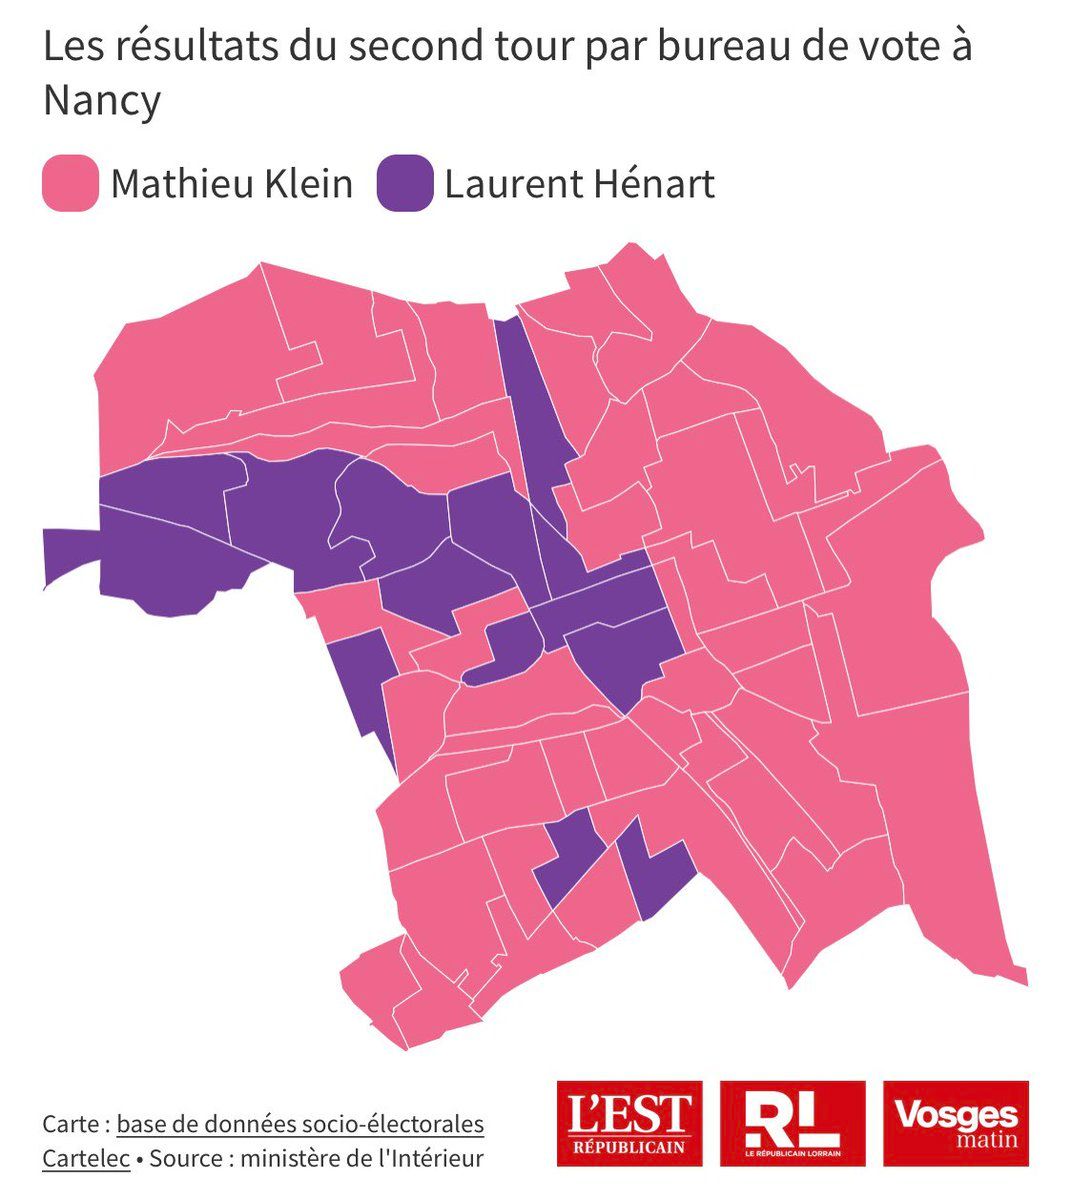 Les résultats du second tour par bureau de vote à
Nancy
Mathieu Klein Laurent Hénart
Carte : base de données socio-électorales
Cartelec • Source : ministère de l'Intérieur
L'EST
RÉPUBLICAIN
RL
LE RÉPUBLICAIN LORRAIN
Vosges
matin